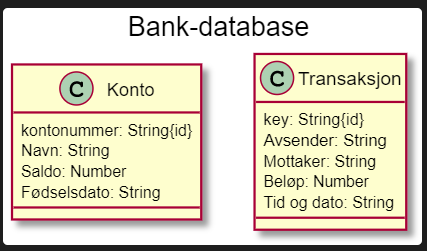 Bank-database
C Konto
kontonummer: String{id}
Navn: String
Saldo: Number
Fødselsdato: String
C Transaksjon
key: String{id}
Avsender: String
Mottaker: String
Beløp: Number
Tid og dato: String